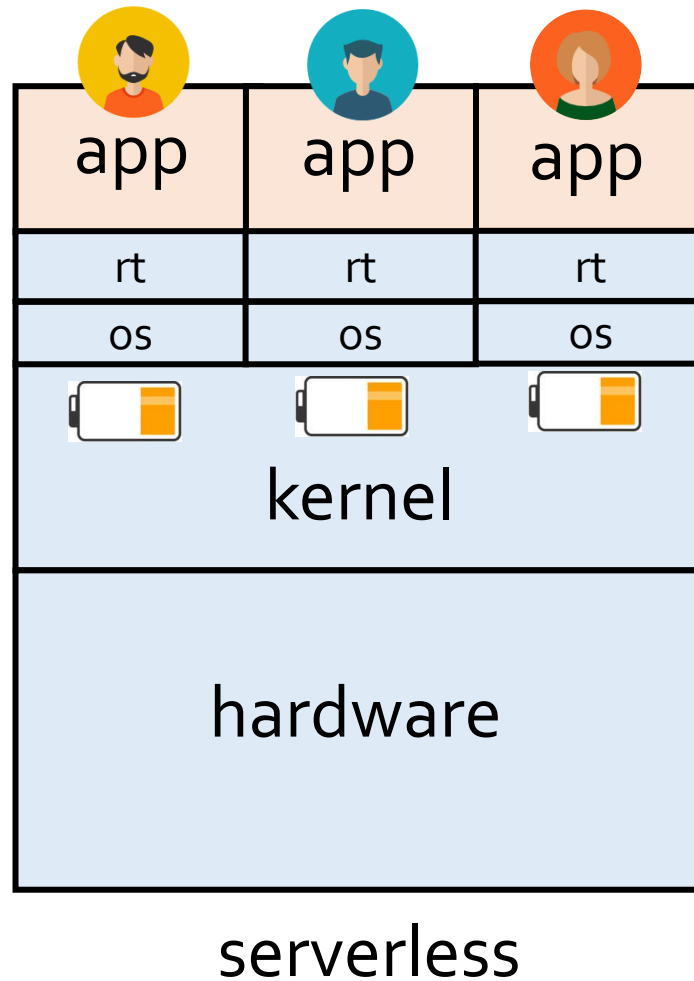 app app app
rt rt rt
os os os
kernel
hardware
serverless